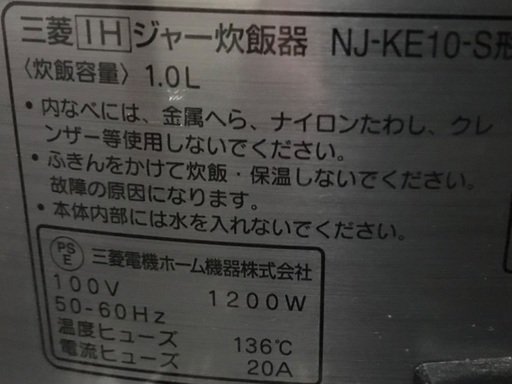 三菱IHジャー炊飯器 NJ-KE10-S形
〈炊飯容量〉1.0L
・内なべには、金属へら、ナイロンたわし、クレ
ンザー等使用しないでください。
・ふきんをかけて炊飯・保温しないでください。
故障の原因になります。
・本体内部には水を入れないでください。
PS
E 三菱電機ホーム機器株式会社
100V 1200W
50-60Hz
温度ヒューズ 136℃
電流ヒューズ 20A